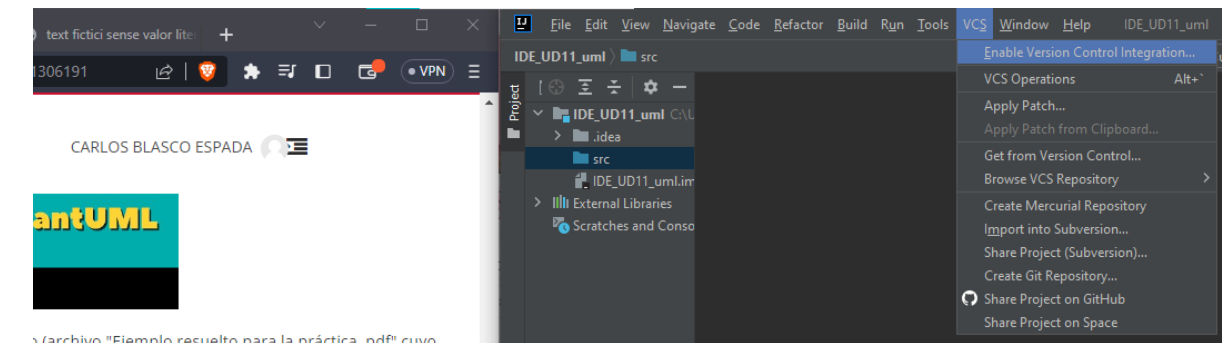 text fictici sense valor lite
1306191
VPN
CARLOS BLASCO ESPADA
antUML
(archivo "Ejemplo resuelto para la práctica .pdf" cuyo
File Edit View Navigate Code Refactor Build Run Tools VCS Window Help IDE_UD11_uml
IDE_UD11_uml src
Project
IDE_UD11_uml C:\U
.idea
src
IDE_UD11_uml.im
External Libraries
Scratches and Conso
Enable Version Control Integration...
VCS Operations Alt+`
Apply Patch...
Apply Patch from Clipboard...
Get from Version Control...
Browse VCS Repository
Create Mercurial Repository
Import into Subversion...
Share Project (Subversion)...
Create Git Repository...
Share Project on GitHub
Share Project on Space